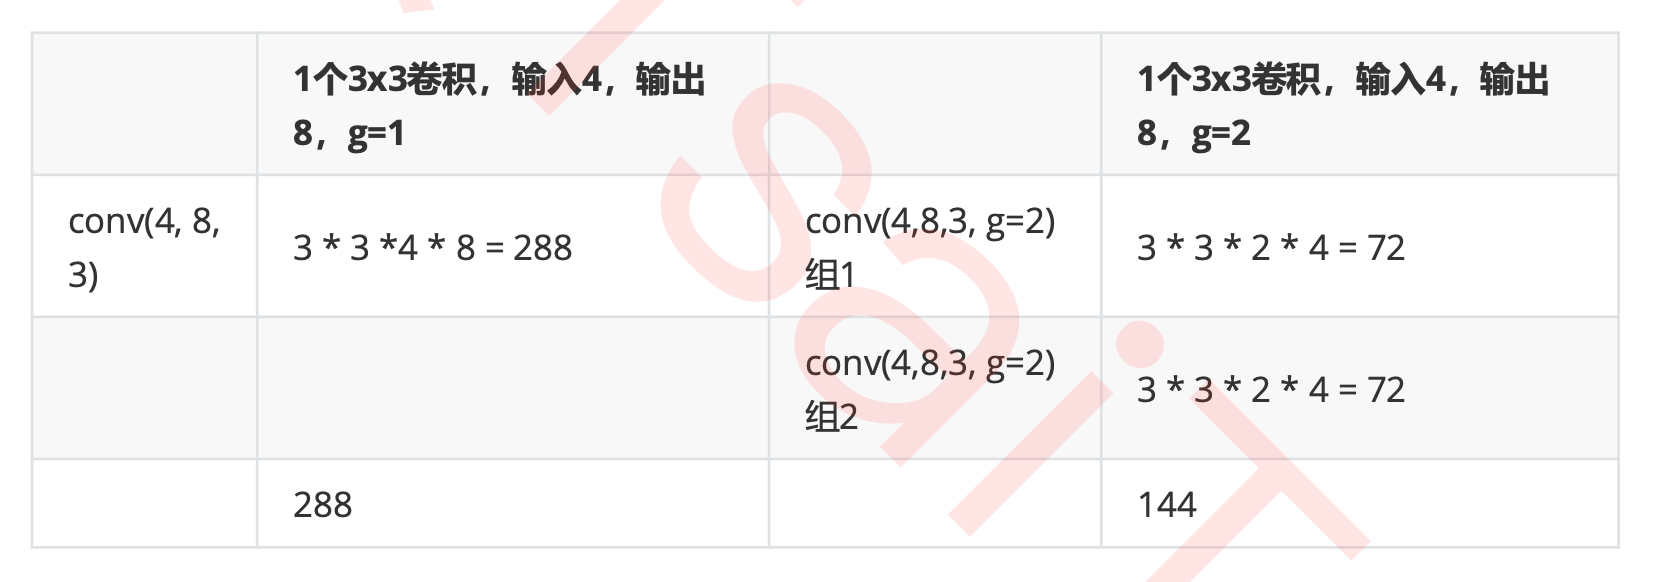 1个3x3卷积，输入4，输出
8，g=1
1个3x3卷积，输入4，输出
8，g=2
conv(4, 8,
3)
3 * 3 *4 * 8 = 288
conv(4,8,3, g=2)
组1
3 * 3 * 2 * 4 = 72
conv(4,8,3, g=2)
组2
3 * 3 * 2 * 4 = 72
288
144